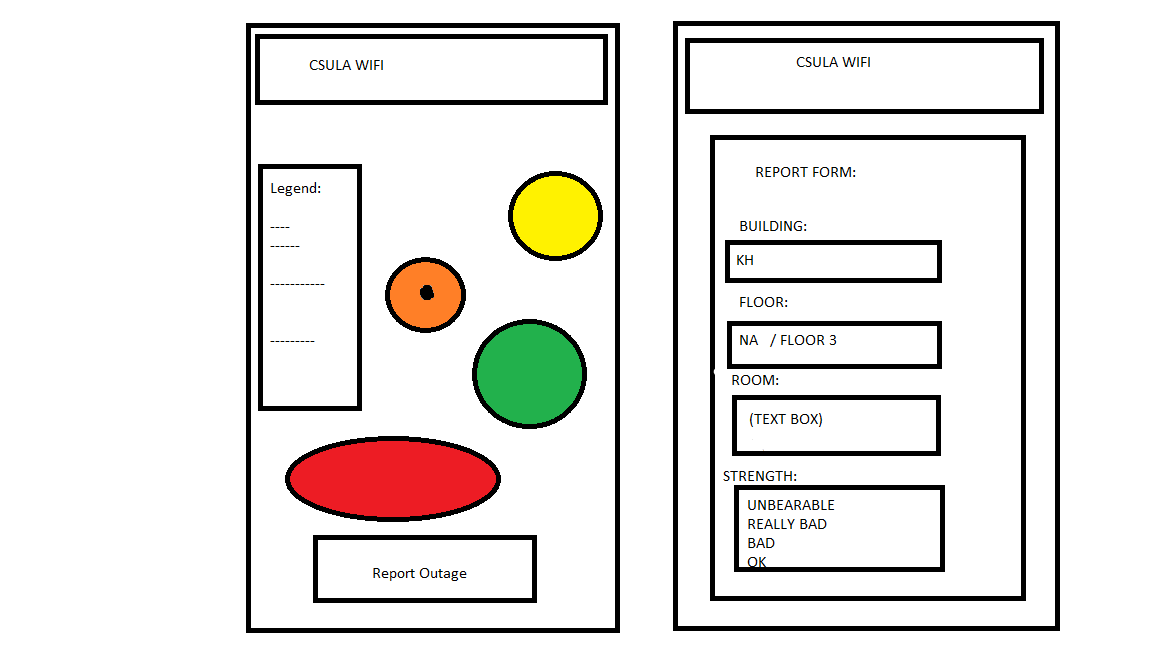 CSULA WIFI
Legend:
----
------
-----------
---------
Report Outage
CSULA WIFI
REPORT FORM:
BUILDING:
KH
FLOOR:
NA / FLOOR 3
ROOM:
(TEXT BOX)
STRENGTH:
UNBEARABLE
REALLY BAD
BAD
OK